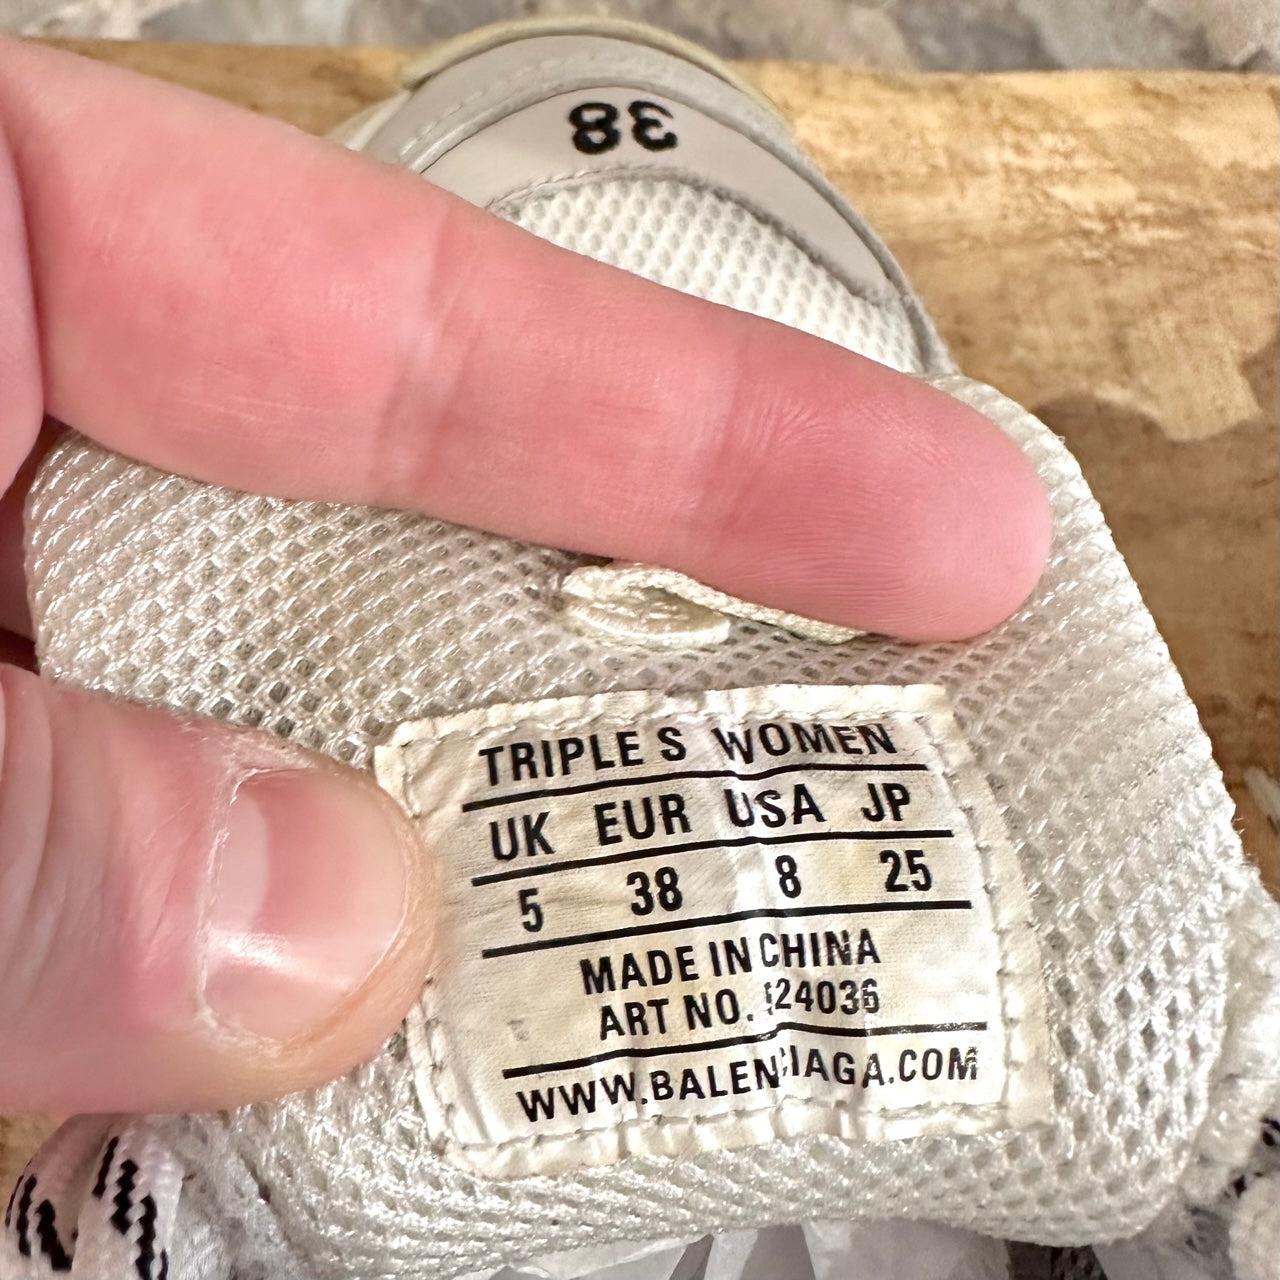 38
TRIPLE S WOMEN
UK EUR USA JP
5 38 8 25
MADE IN CHINA
ART NO. 524036
WWW.BALENCIAGA.COM